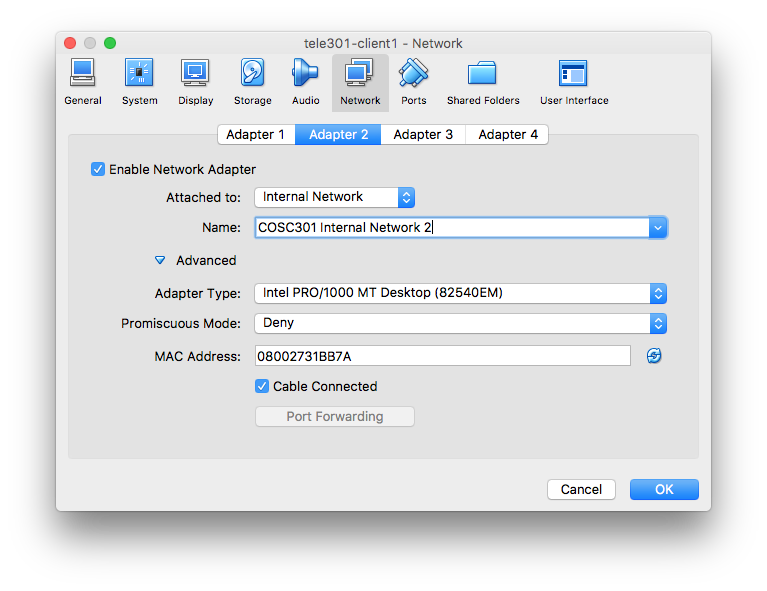 tele301-client1 - Network
General System Display Storage Audio Network Ports Shared Folders User Interface
Adapter 1 Adapter 2 Adapter 3 Adapter 4
Enable Network Adapter
Attached to: Internal Network
Name: COSC301 Internal Network 2
Advanced
Adapter Type: Intel PRO/1000 MT Desktop (82540EM)
Promiscuous Mode: Deny
MAC Address: 08002731BB7A
Cable Connected
Port Forwarding
Cancel OK